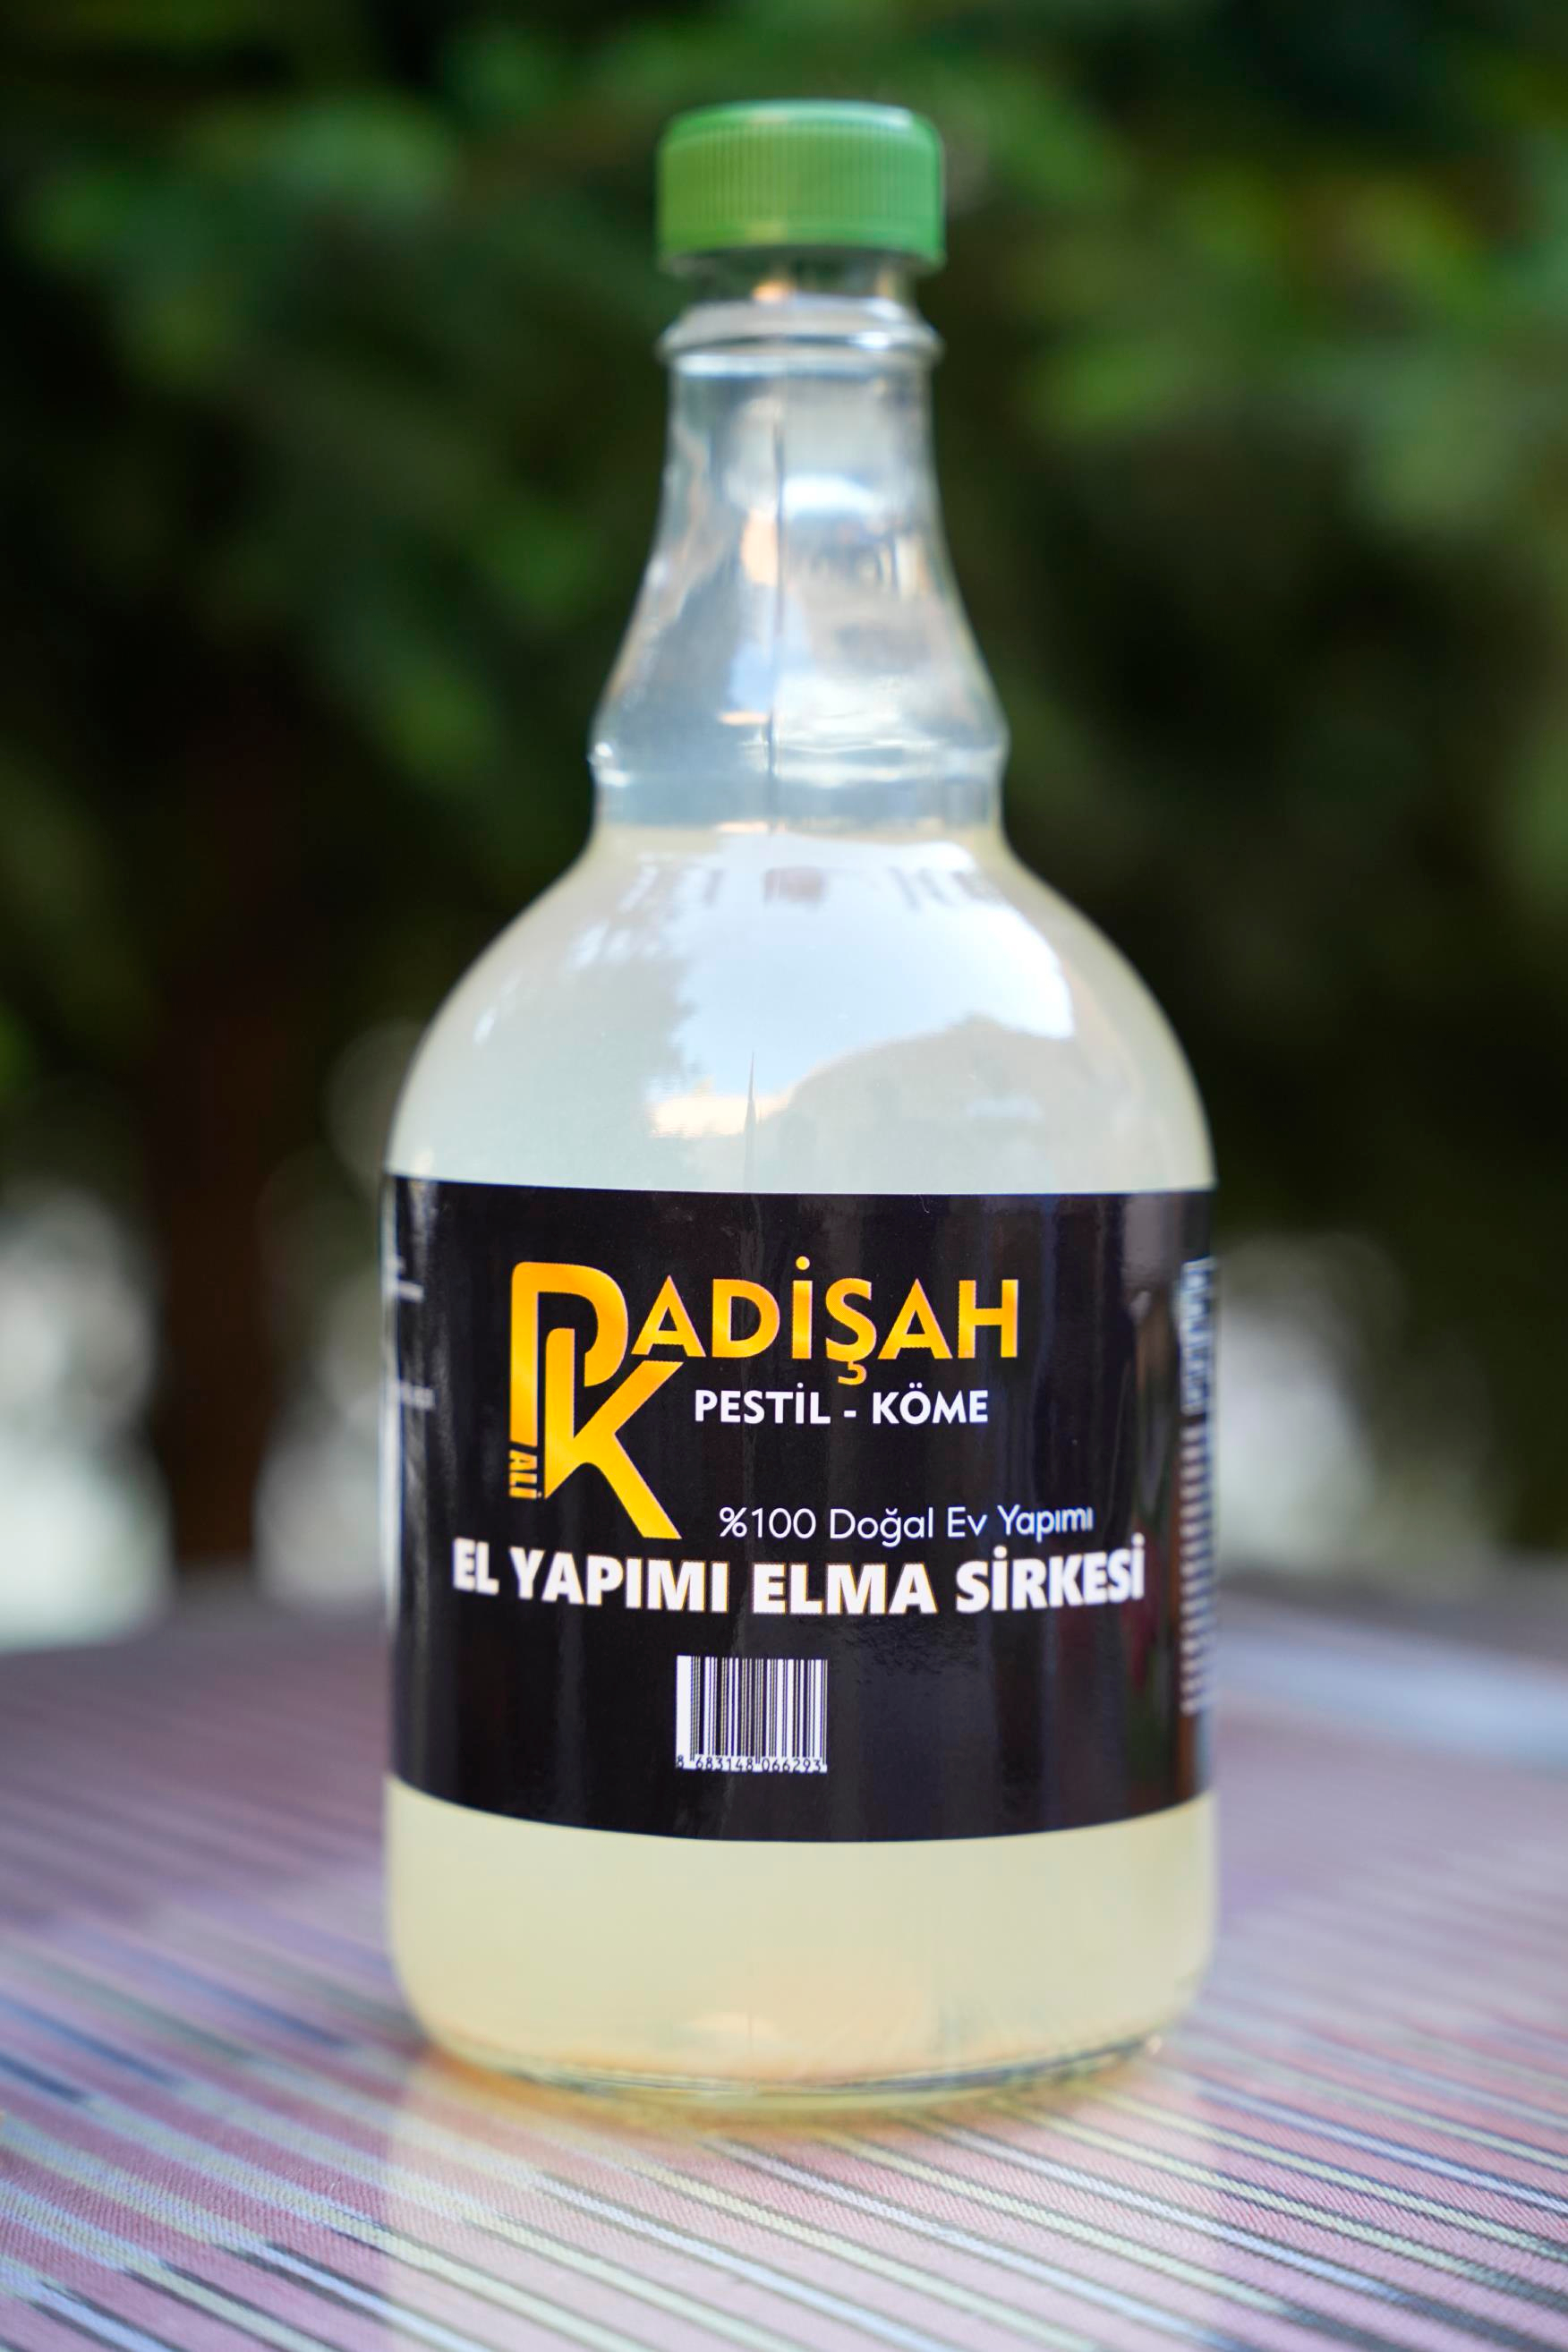 PADİŞAH
PESTİL - KÖME
ALİ
%100 Doğal Ev Yapımı
EL YAPIMI ELMA SİRKESİ
8 683148 066293